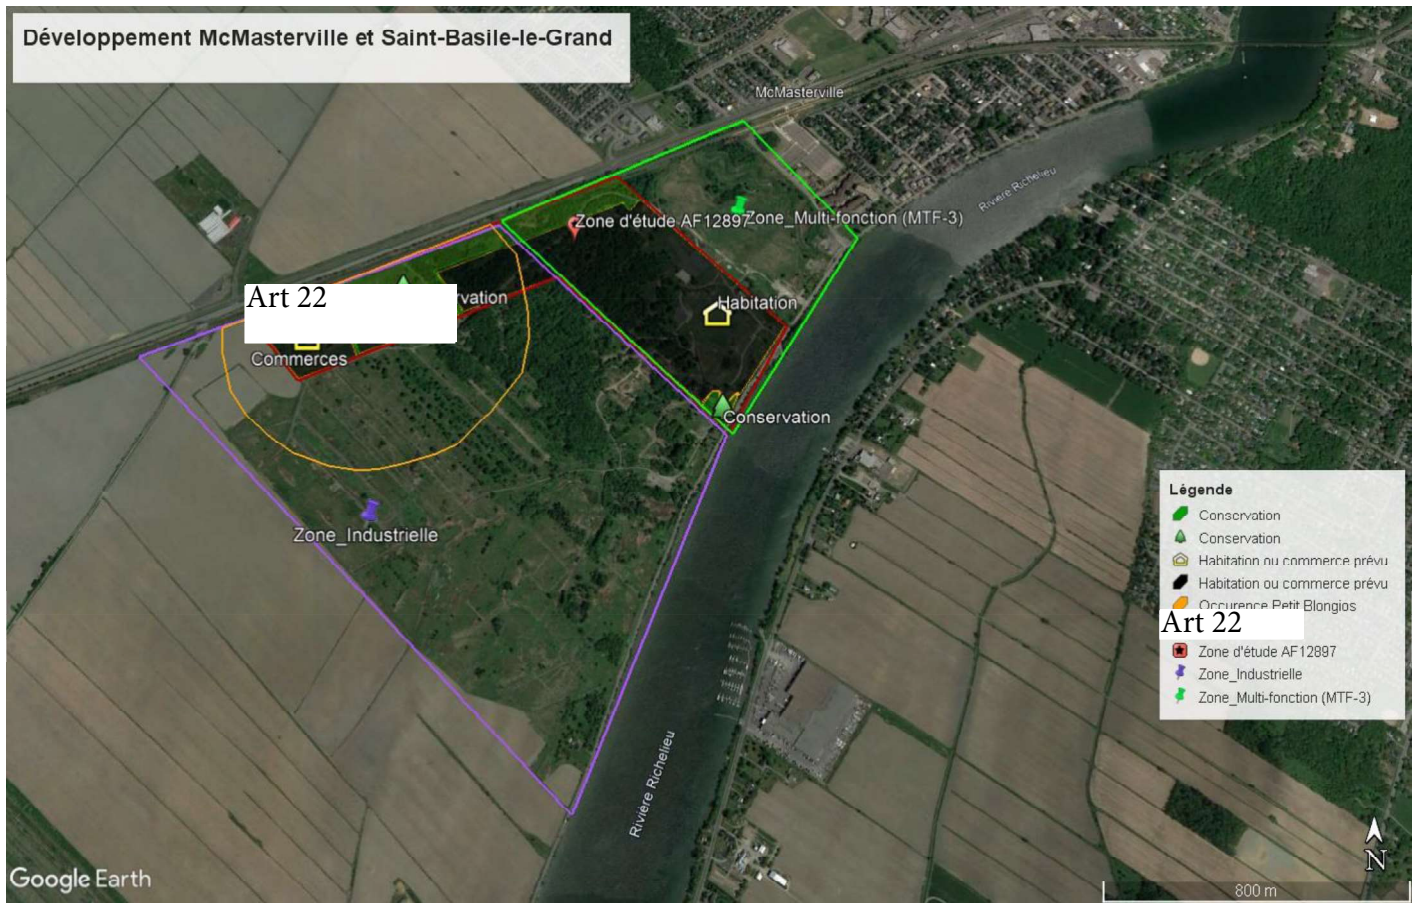 Développement McMasterville et Saint-Basile-le-Grand
McMasterville
Rivière Richelieu
Zone d'étude AF12897
Zone_Multi-fonction (MTF-3)
Art 22
Habitation
Commerces
Conservation
Zone_Industrielle
Légende
Conservation
Conservation
Habitation ou commerce prévu
Habitation ou commerce prévu
Occurence Petit Blongios
Art 22
Zone d'étude AF12897
Zone_Industrielle
Zone_Multi-fonction (MTF-3)
Rivière Richelieu
N
Google Earth
800 m